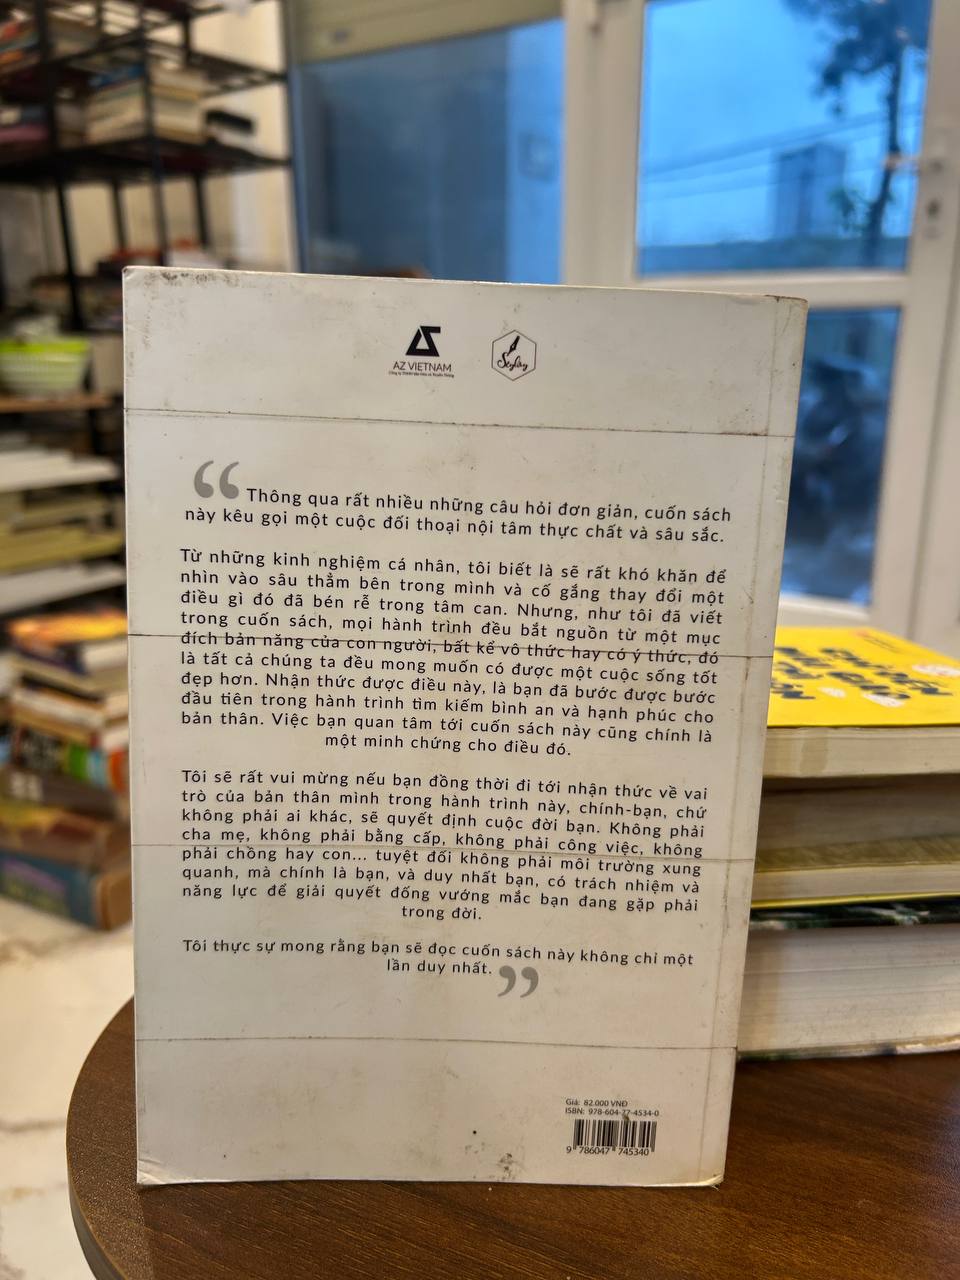 AZ VIETNAM
“ Thông qua rất nhiều những câu hỏi đơn giản, cuốn sách
này kêu gọi một cuộc đối thoại nội tâm thực chất và sâu sắc.
Từ những kinh nghiệm cá nhân, tôi biết là sẽ rất khó khăn để
nhìn vào sâu thẳm bên trong mình và cố gắng thay đổi một
điều gì đó đã bén rễ trong tâm can. Nhưng, như tôi đã viết
trong cuốn sách, mọi hành trình đều bắt nguồn từ một mục
đích bản năng của con người, bất kể vô thức hay có ý thức, đó
là tất cả chúng ta đều mong muốn có được một cuộc sống tốt
đẹp hơn. Nhận thức được điều này, là bạn đã bước được bước
đầu tiên trong hành trình tìm kiếm bình an và hạnh phúc cho
bản thân. Việc bạn quan tâm tới cuốn sách này cũng chính là
một minh chứng cho điều đó.
Tôi sẽ rất vui mừng nếu bạn đồng thời đi tới nhận thức về vai
trò của bản thân mình trong hành trình này, chính-bạn, chứ
không phải ai khác, sẽ quyết định cuộc đời bạn. Không phải
cha mẹ, không phải bằng cấp, không phải công việc, không
phải chồng hay con... tuyệt đối không phải môi trường xung
quanh, mà chính là bạn, và duy nhất bạn, có trách nhiệm và
năng lực để giải quyết đống vướng mắc bạn đang gặp phải
trong đời.
Tôi thực sự mong rằng bạn sẽ đọc cuốn sách này không chỉ một
lần duy nhất. ”
Giá: 82.000 VNĐ
ISBN: 978-604-77-4534-0
9 786047 745340